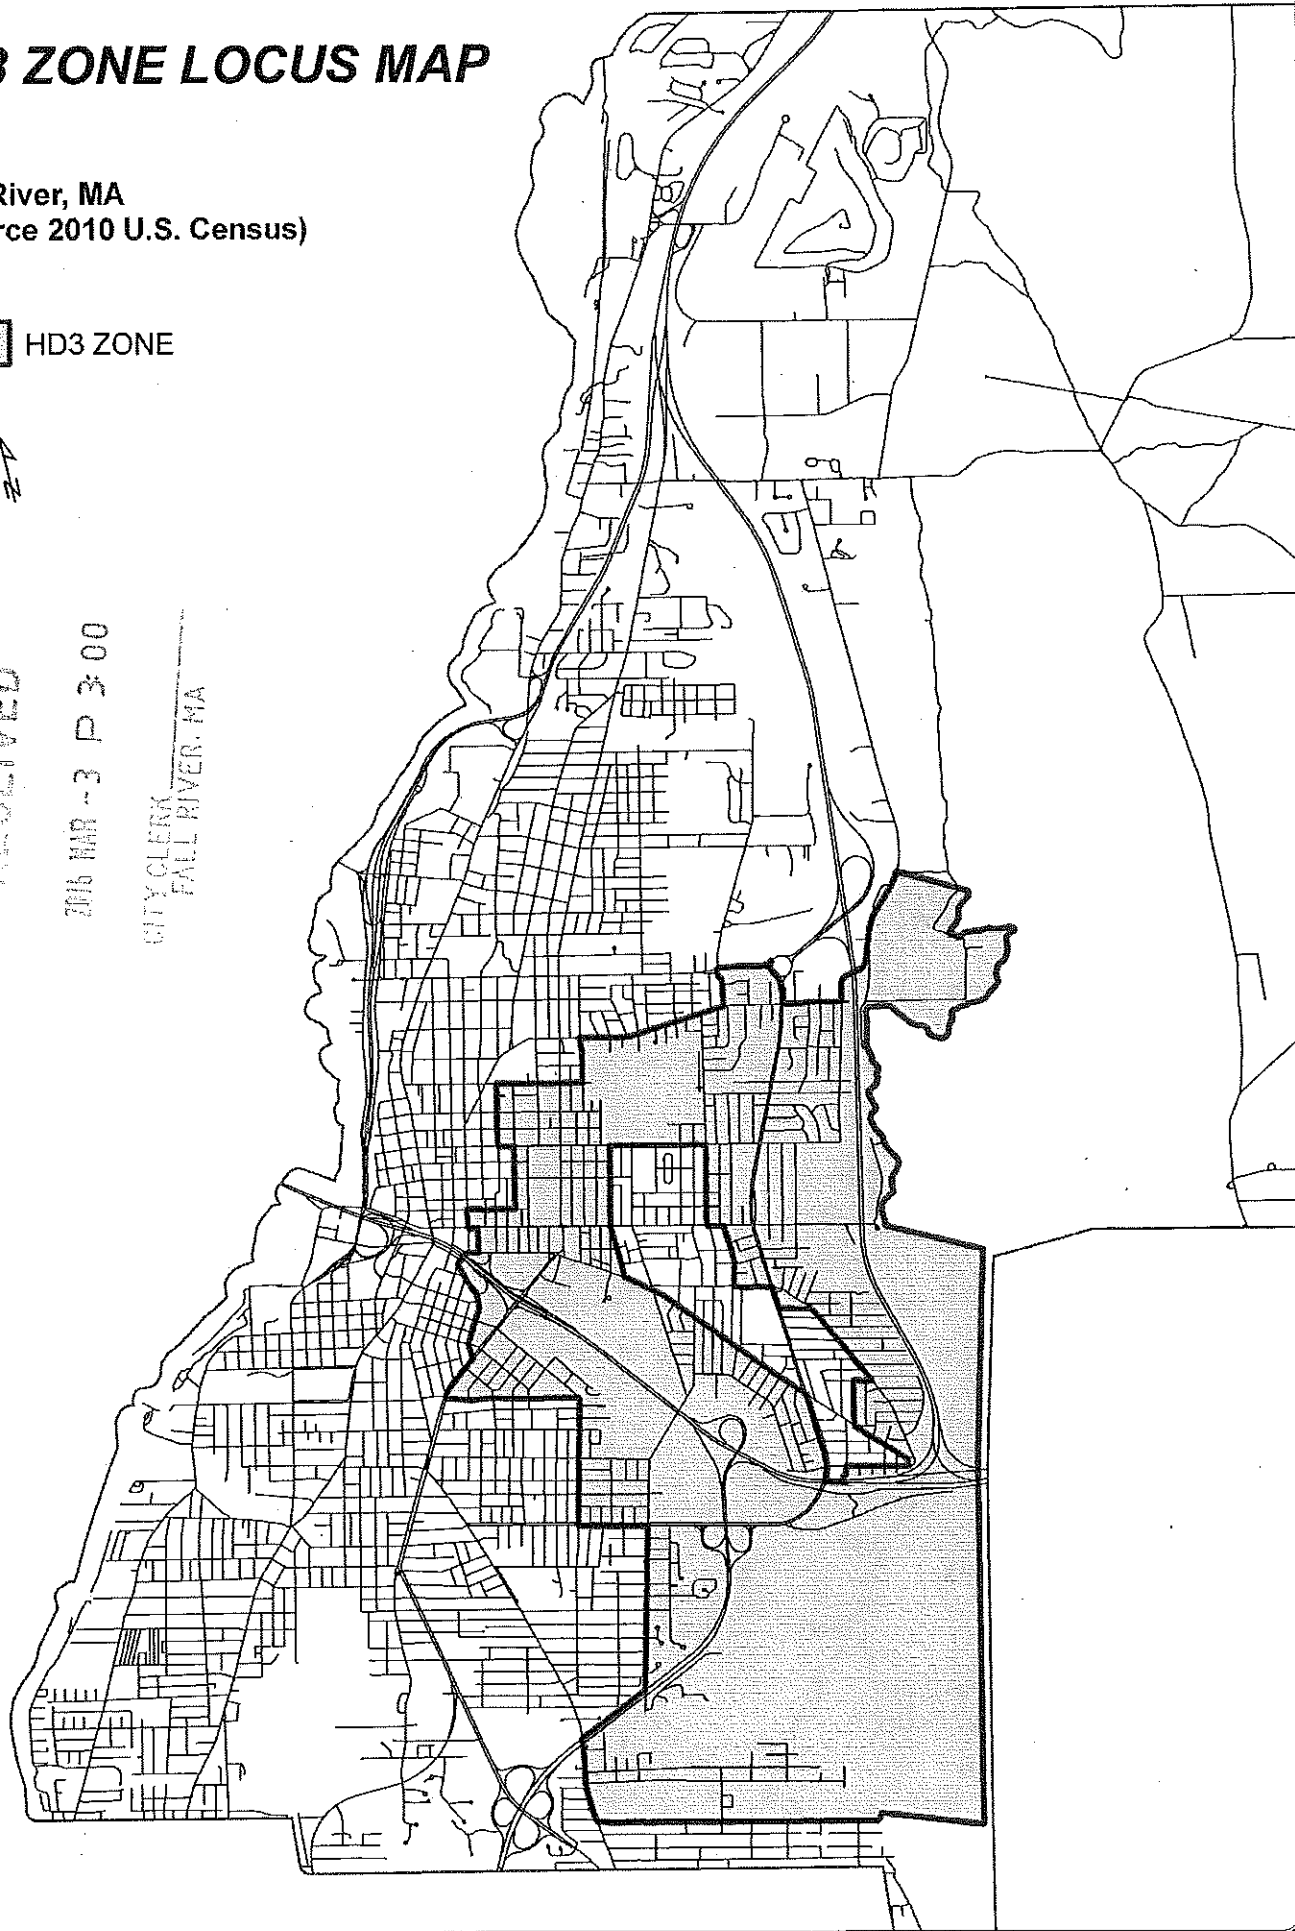 3 ZONE LOCUS MAP
River, MA
rce 2010 U.S. Census)
HD3 ZONE
N
RECEIVED
2016 MAR -3 P 3:00
CITY CLERK
FALL RIVER, MA